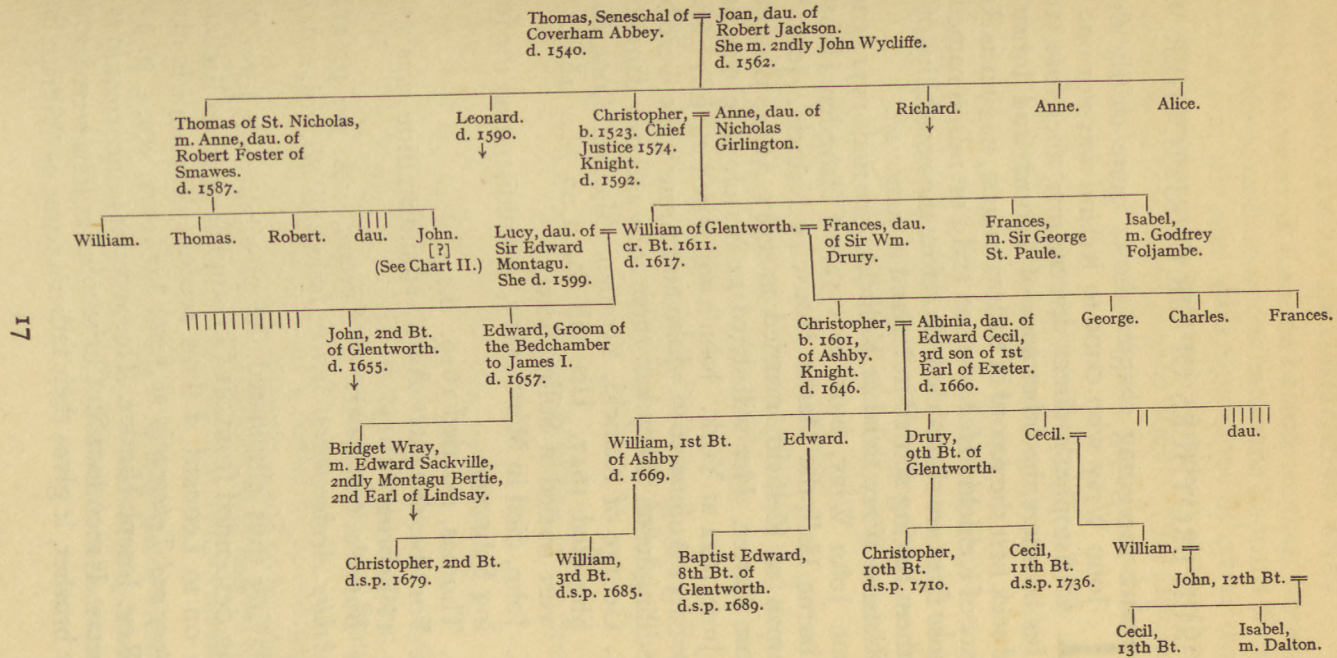 Thomas, Seneschal of
Coverham Abbey.
d. 1540.
Joan, dau. of
Robert Jackson.
She m. 2ndly John Wycliffe.
d. 1562.
Thomas of St. Nicholas,
m. Anne, dau. of
Robert Foster of
Smawes.
d. 1587.
Leonard.
d. 1590.
Christopher,
b. 1523. Chief
Justice 1574.
Knight.
d. 1592.
Anne, dau. of
Nicholas
Girlington.
Richard.
Anne.
Alice.
William.
Thomas.
Robert.
dau.
John.
[?]
(See Chart II.)
Lucy, dau. of
Sir Edward
Montagu.
She d. 1599.
William of Glentworth.
cr. Bt. 1611.
d. 1617.
Frances, dau.
of Sir Wm.
Drury.
Frances,
m. Sir George
St. Paule.
Isabel,
m. Godfrey
Foljambe.
John, 2nd Bt.
of Glentworth.
d. 1655.
Edward, Groom of
the Bedchamber
to James I.
d. 1657.
Christopher,
b. 1601,
of Ashby.
Knight.
d. 1646.
Albinia, dau. of
Edward Cecil,
3rd son of 1st
Earl of Exeter.
d. 1660.
George.
Charles.
Frances.
Bridget Wray,
m. Edward Sackville,
2ndly Montagu Bertie,
2nd Earl of Lindsay.
William, 1st Bt.
of Ashby
d. 1669.
Edward.
Drury,
9th Bt. of
Glentworth.
Cecil.
dau.
Christopher, 2nd Bt.
d.s.p. 1679.
William,
3rd Bt.
d.s.p. 1685.
Baptist Edward,
8th Bt. of
Glentworth.
d.s.p. 1689.
Christopher,
10th Bt.
d.s.p. 1710.
Cecil,
11th Bt.
d.s.p. 1736.
William.
John, 12th Bt.
Cecil,
13th Bt.
Isabel,
m. Dalton.
17